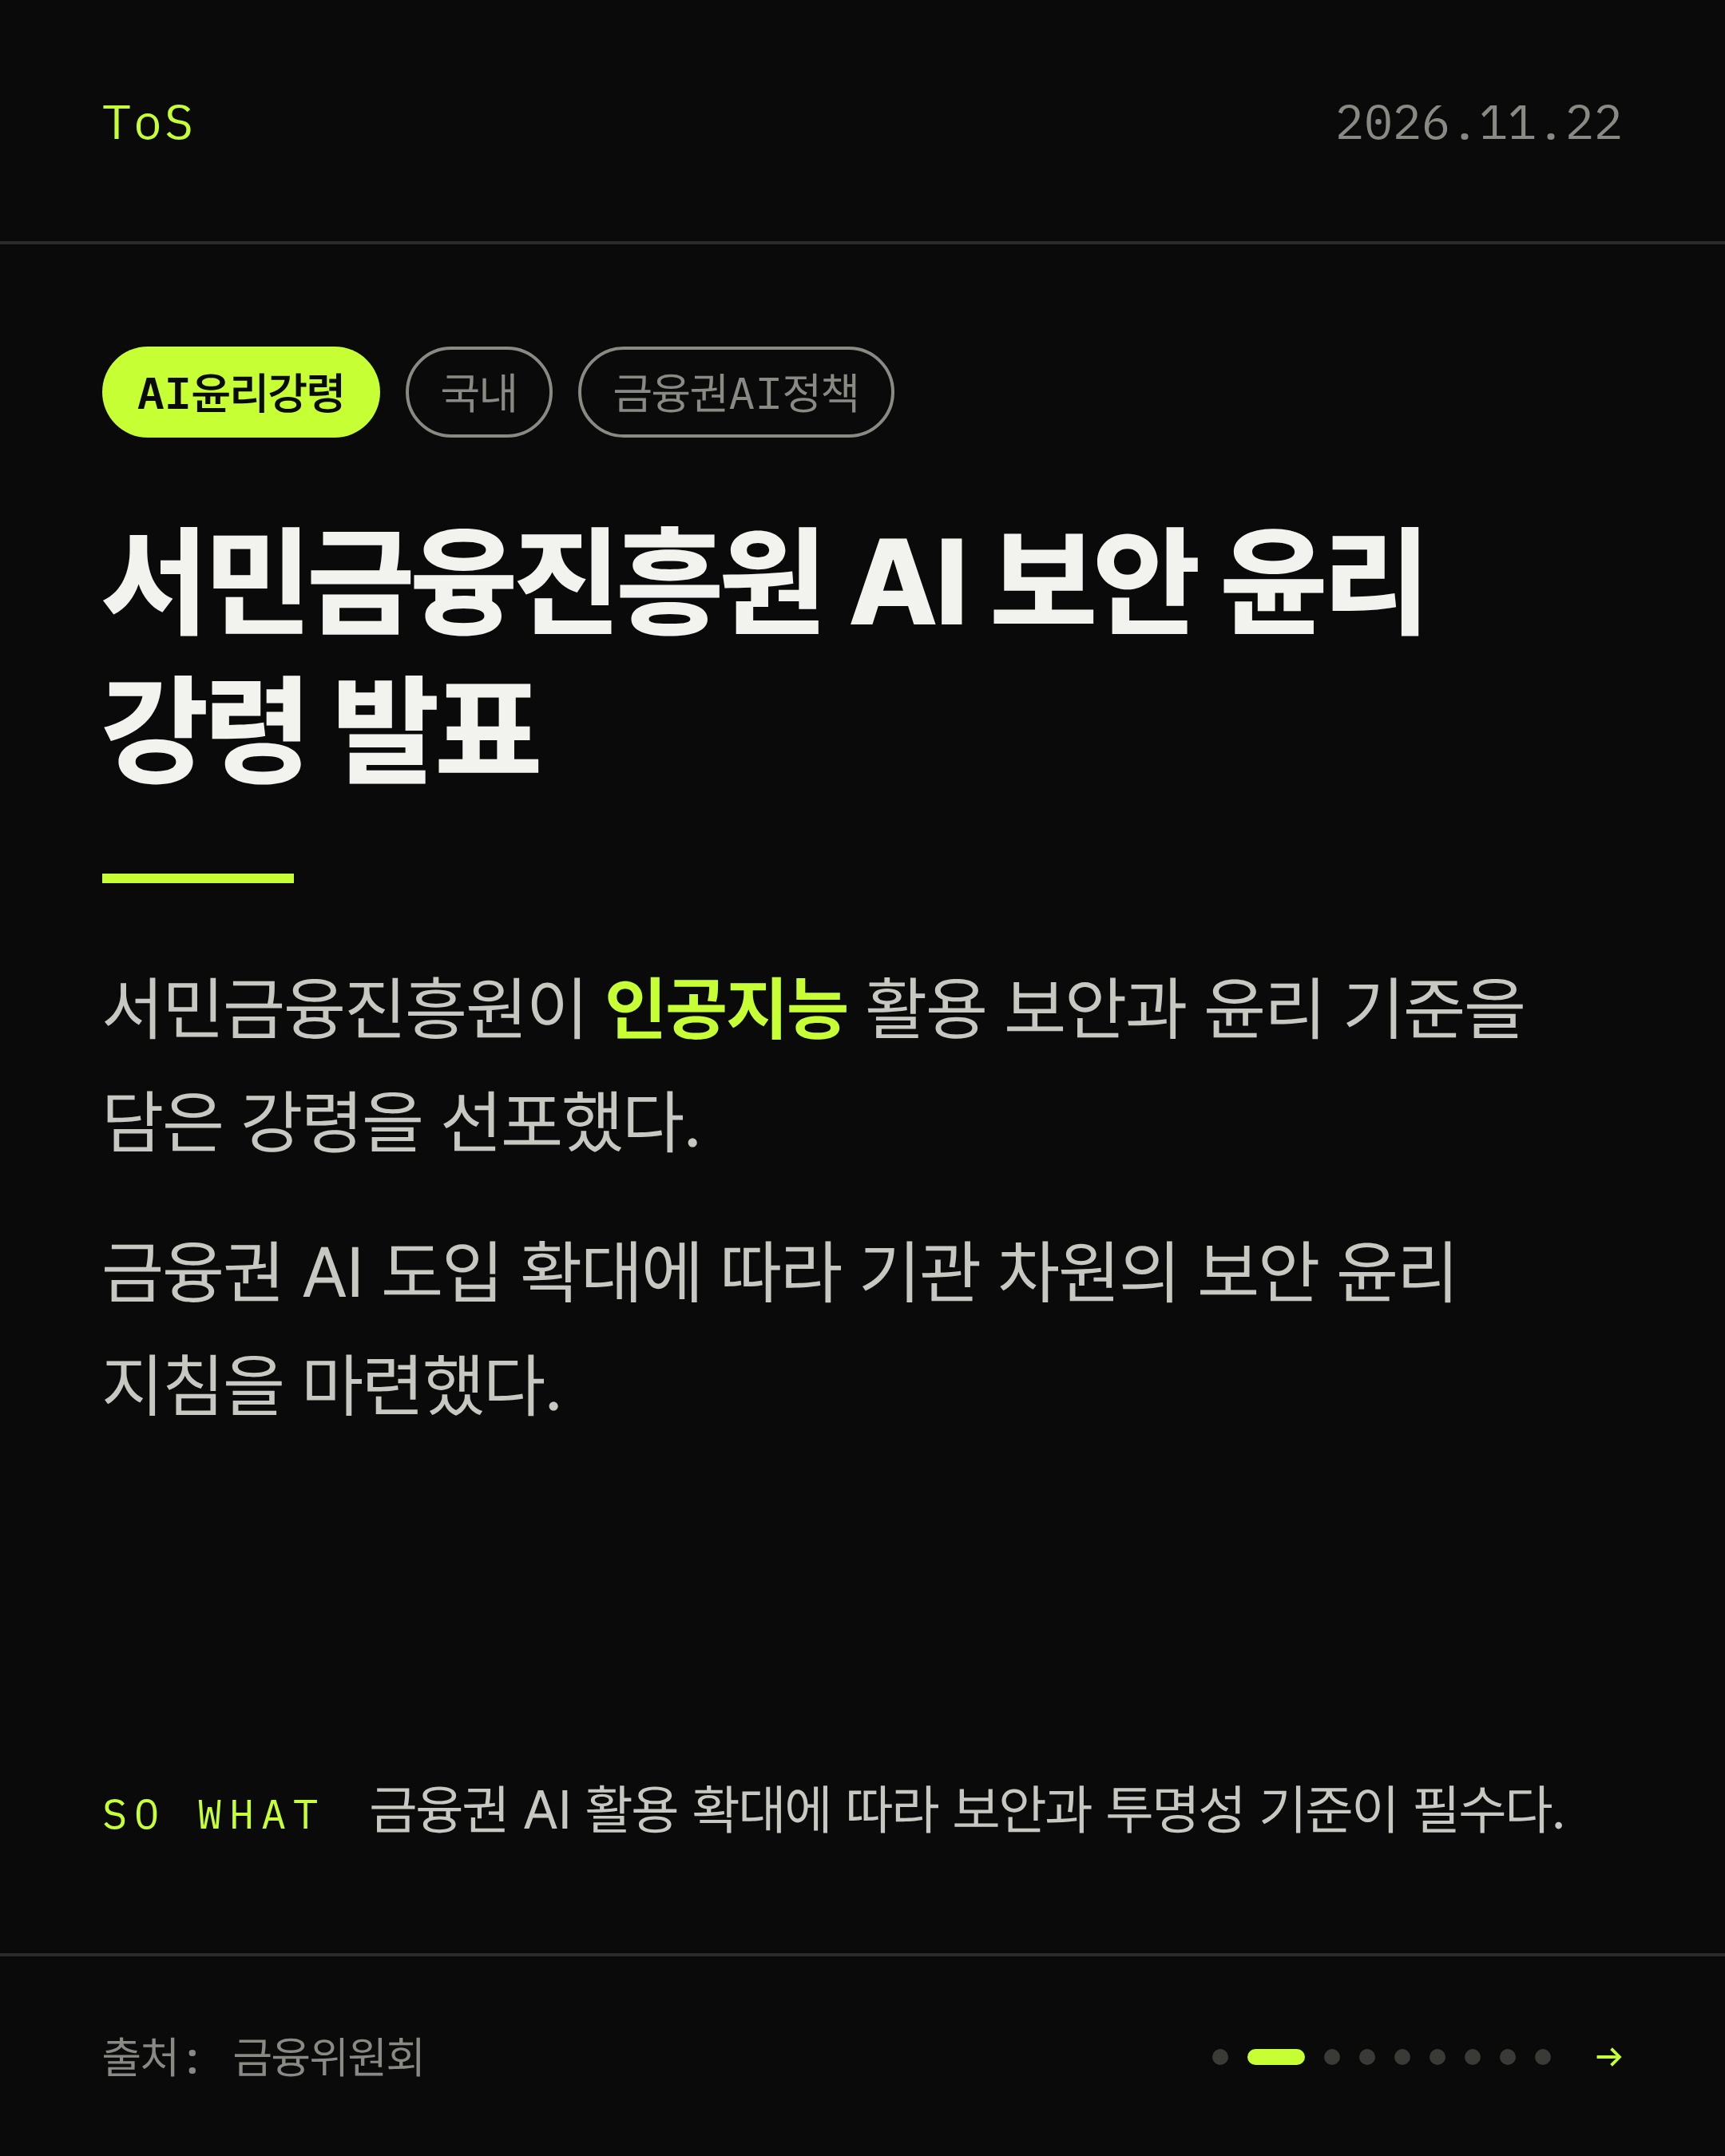 ToS
2026.11.22
AI윤리강령
국내
금융권AI정책
서민금융진흥원 AI 보안 윤리
강령 발표
서민금융진흥원이 인공지능 활용 보안과 윤리 기준을
담은 강령을 선포했다.
금융권 AI 도입 확대에 따라 기관 차원의 보안 윤리
지침을 마련했다.
SO WHAT 금융권 AI 활용 확대에 따라 보안과 투명성 기준이 필수다.
출처: 금융위원회
→